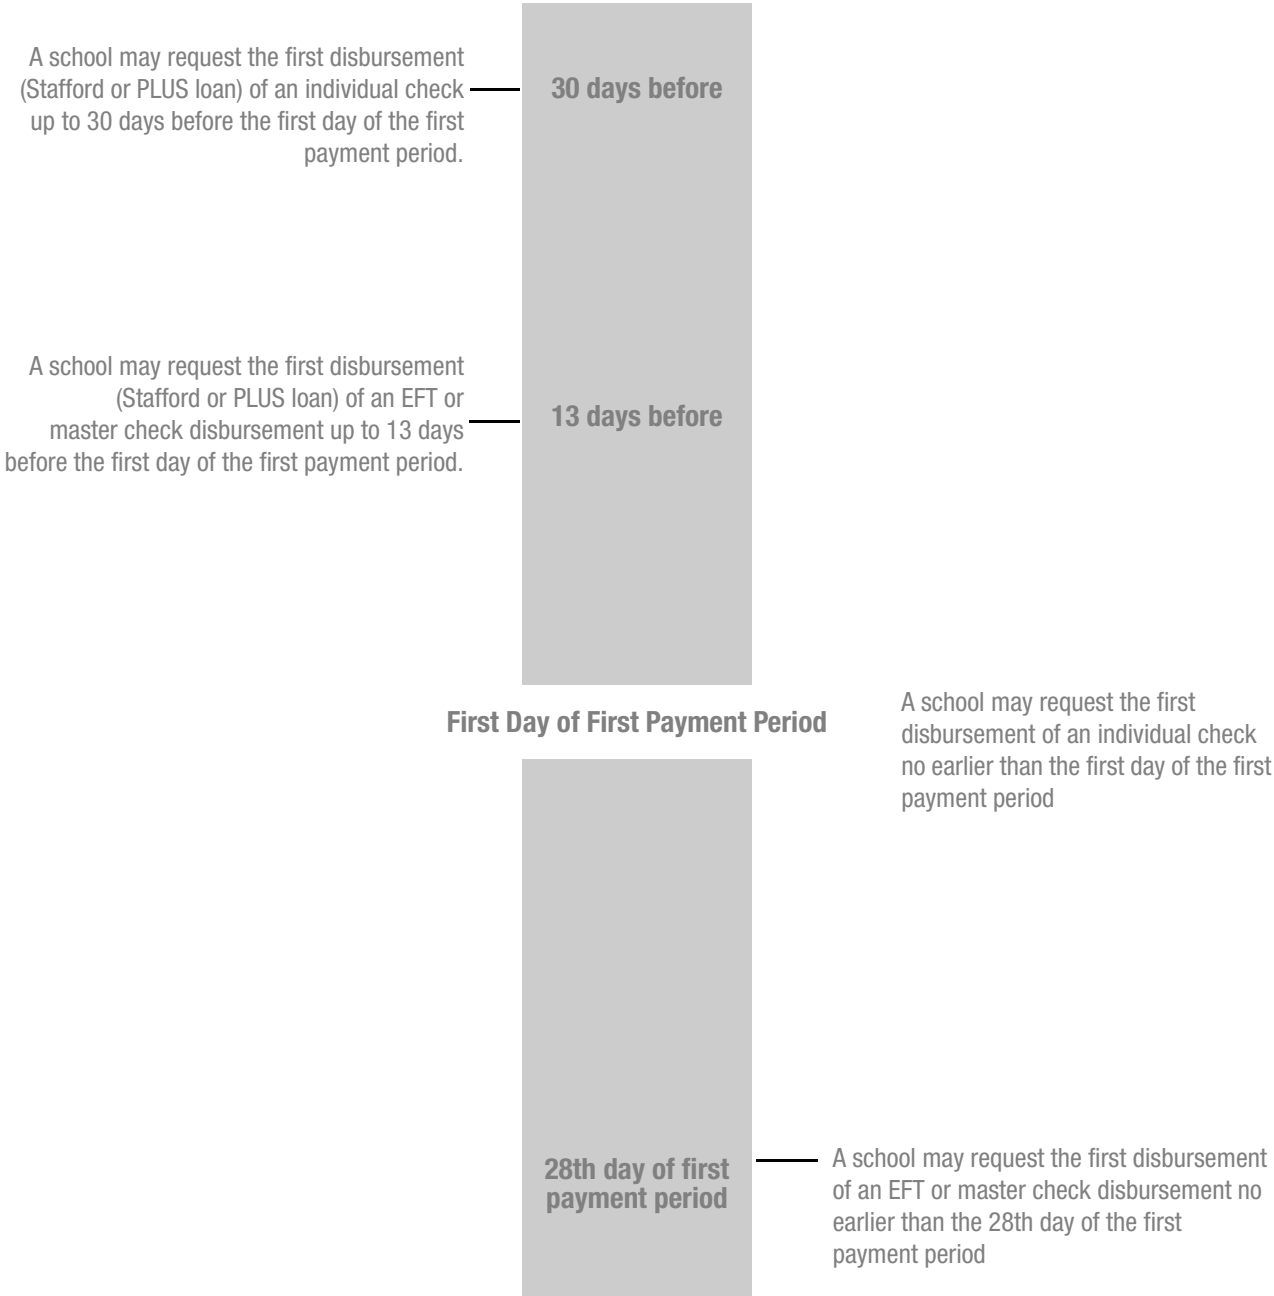 A school may request the first disbursement
(Stafford or PLUS loan) of an individual check
up to 30 days before the first day of the first
payment period.
30 days before
A school may request the first disbursement
(Stafford or PLUS loan) of an EFT or
master check disbursement up to 13 days
before the first day of the first payment period.
13 days before
First Day of First Payment Period
A school may request the first
disbursement of an individual check
no earlier than the first day of the first
payment period
28th day of first
payment period
A school may request the first disbursement
of an EFT or master check disbursement no
earlier than the 28th day of the first
payment period